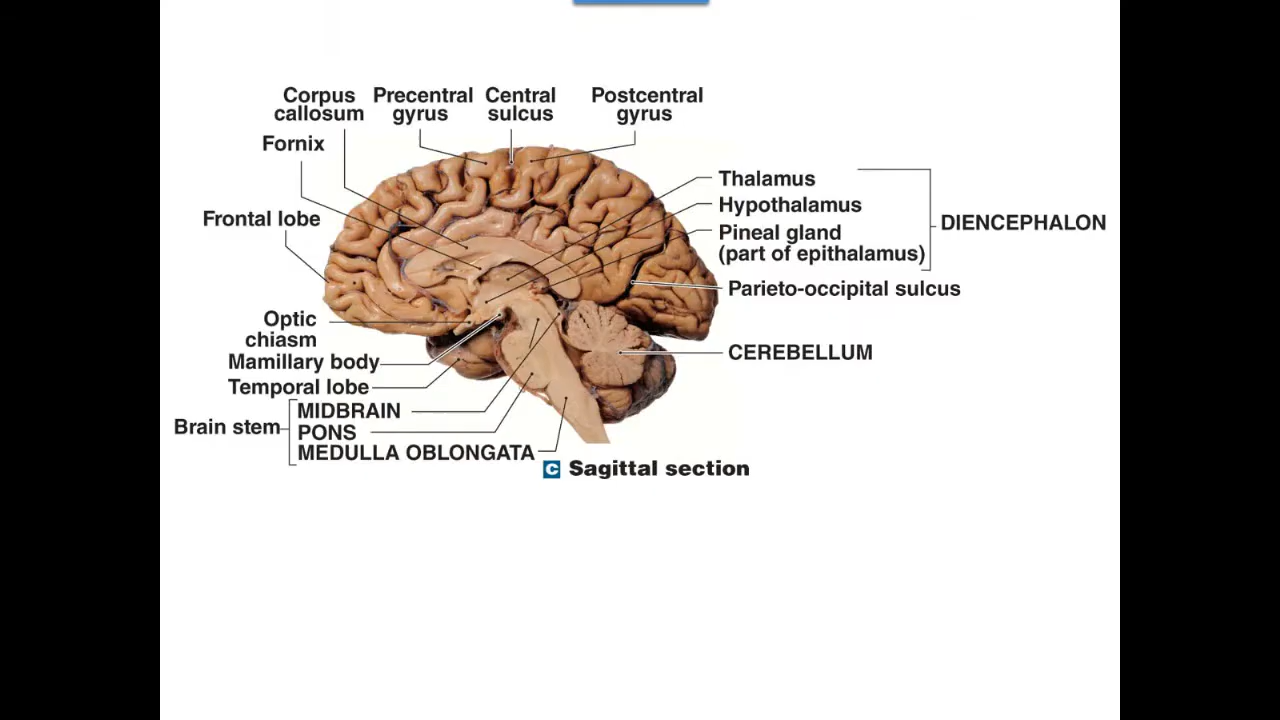 Corpus callosum
Precentral gyrus
Central sulcus
Postcentral gyrus
Fornix
Frontal lobe
Thalamus
Hypothalamus
Pineal gland
(part of epithalamus)
DIENCEPHALON
Parieto-occipital sulcus
Optic
chiasm
Mamillary body
Temporal lobe
CEREBELLUM
Brain stem
MIDBRAIN
PONS
MEDULLA OBLONGATA
C Sagittal section